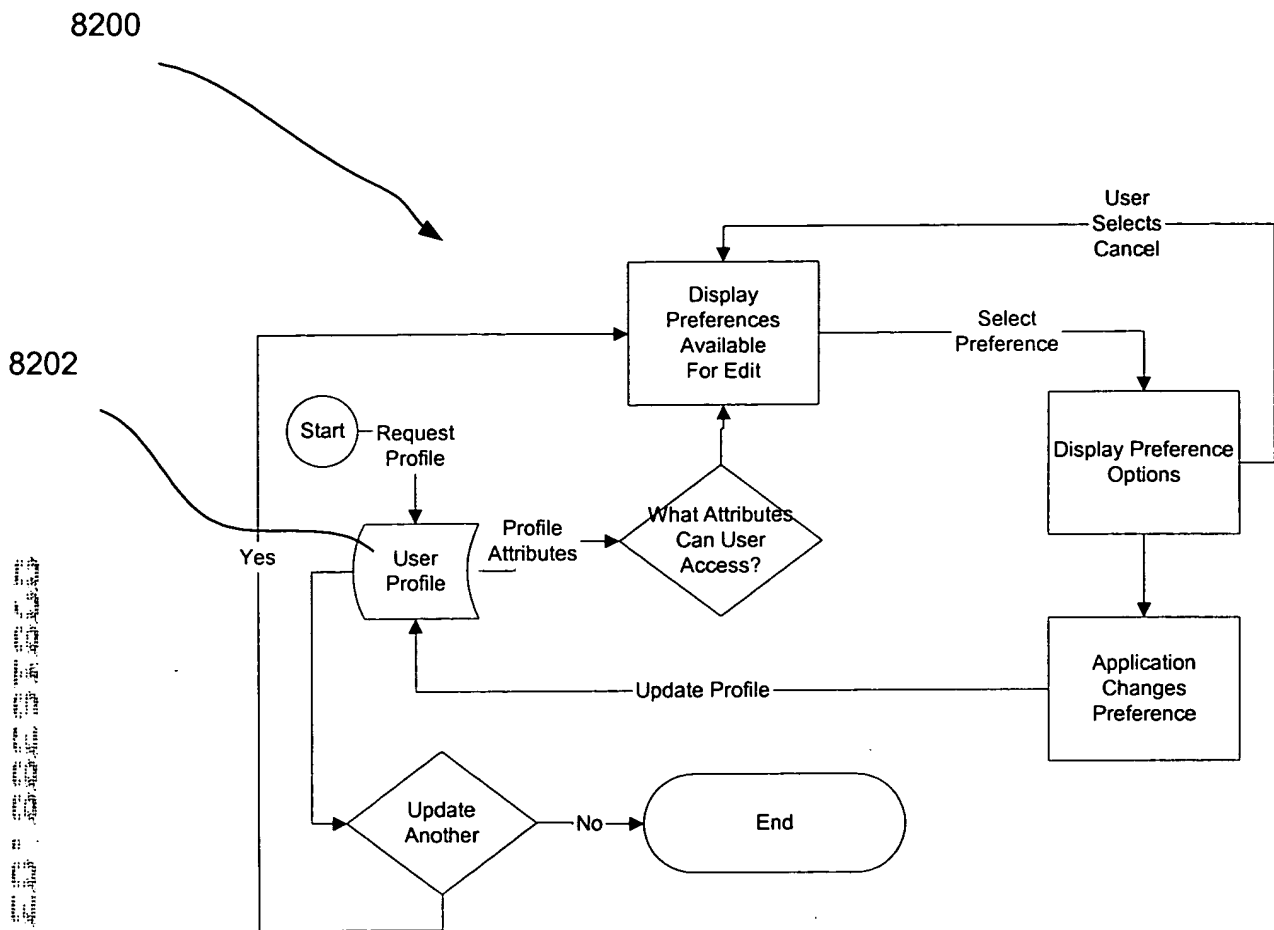 8200
User
Selects
Cancel
Display
Preferences
Available
For Edit
Select
Preference
8202
Start
Request
Profile
Display Preference
Options
What Attributes
Can User
Access?
Profile
Attributes
User
Profile
Yes
Application
Changes
Preference
Update Profile
Update
Another
No
End